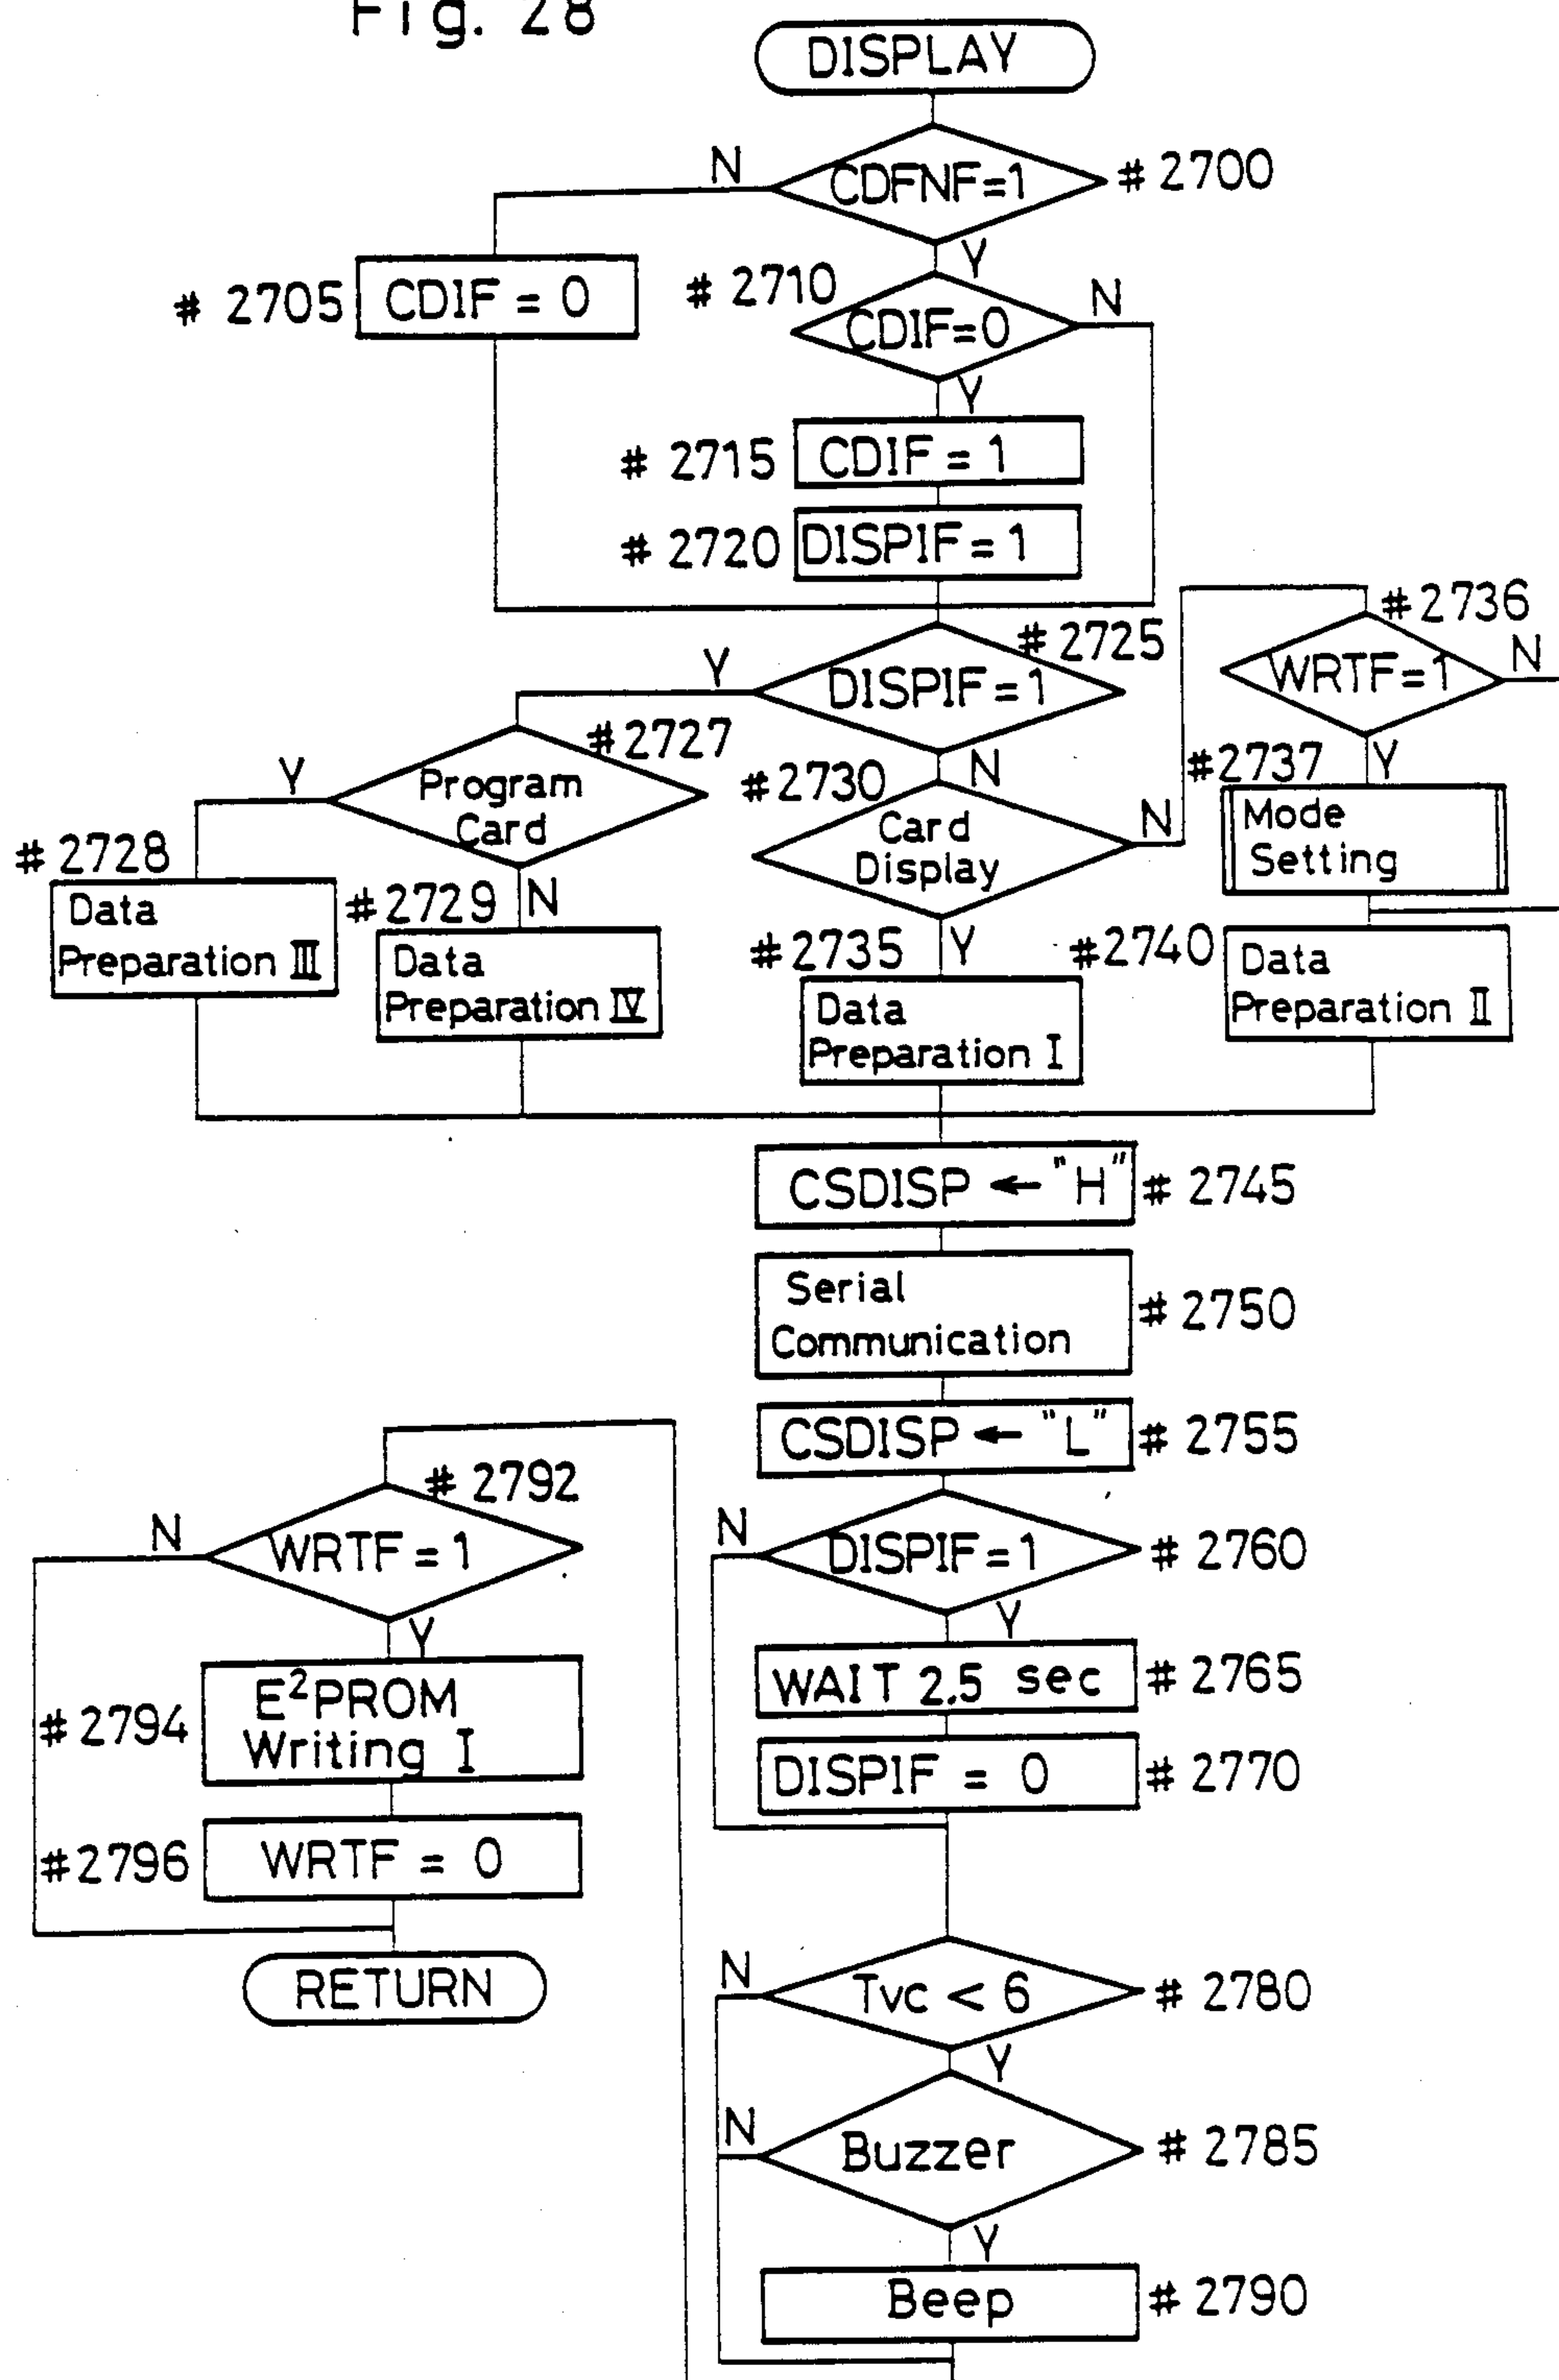 Fig. 28
DISPLAY
N
CDFNF=1
# 2700
Y
# 2705
CDIF = 0
# 2710
CDIF=0
N
Y
# 2715
CDIF = 1
# 2720
DISPIF = 1
# 2736
WRTF=1
N
Y
# 2725
DISPIF=1
Y
N
# 2727
Program
Card
Y
N
# 2730
Card
Display
N
Y
# 2737
Mode
Setting
# 2728
Data
Preparation III
# 2729
Data
Preparation IV
# 2735
Data
Preparation I
# 2740
Data
Preparation II
CSDISP ← "H"
# 2745
Serial
Communication
# 2750
CSDISP ← "L"
# 2755
N
DISPIF=1
# 2760
Y
WAIT 2.5 sec
# 2765
DISPIF = 0
# 2770
N
Tvc < 6
# 2780
Y
N
Buzzer
# 2785
Y
Beep
# 2790
# 2792
N
WRTF = 1
Y
# 2794
E²PROM
Writing I
# 2796
WRTF = 0
RETURN